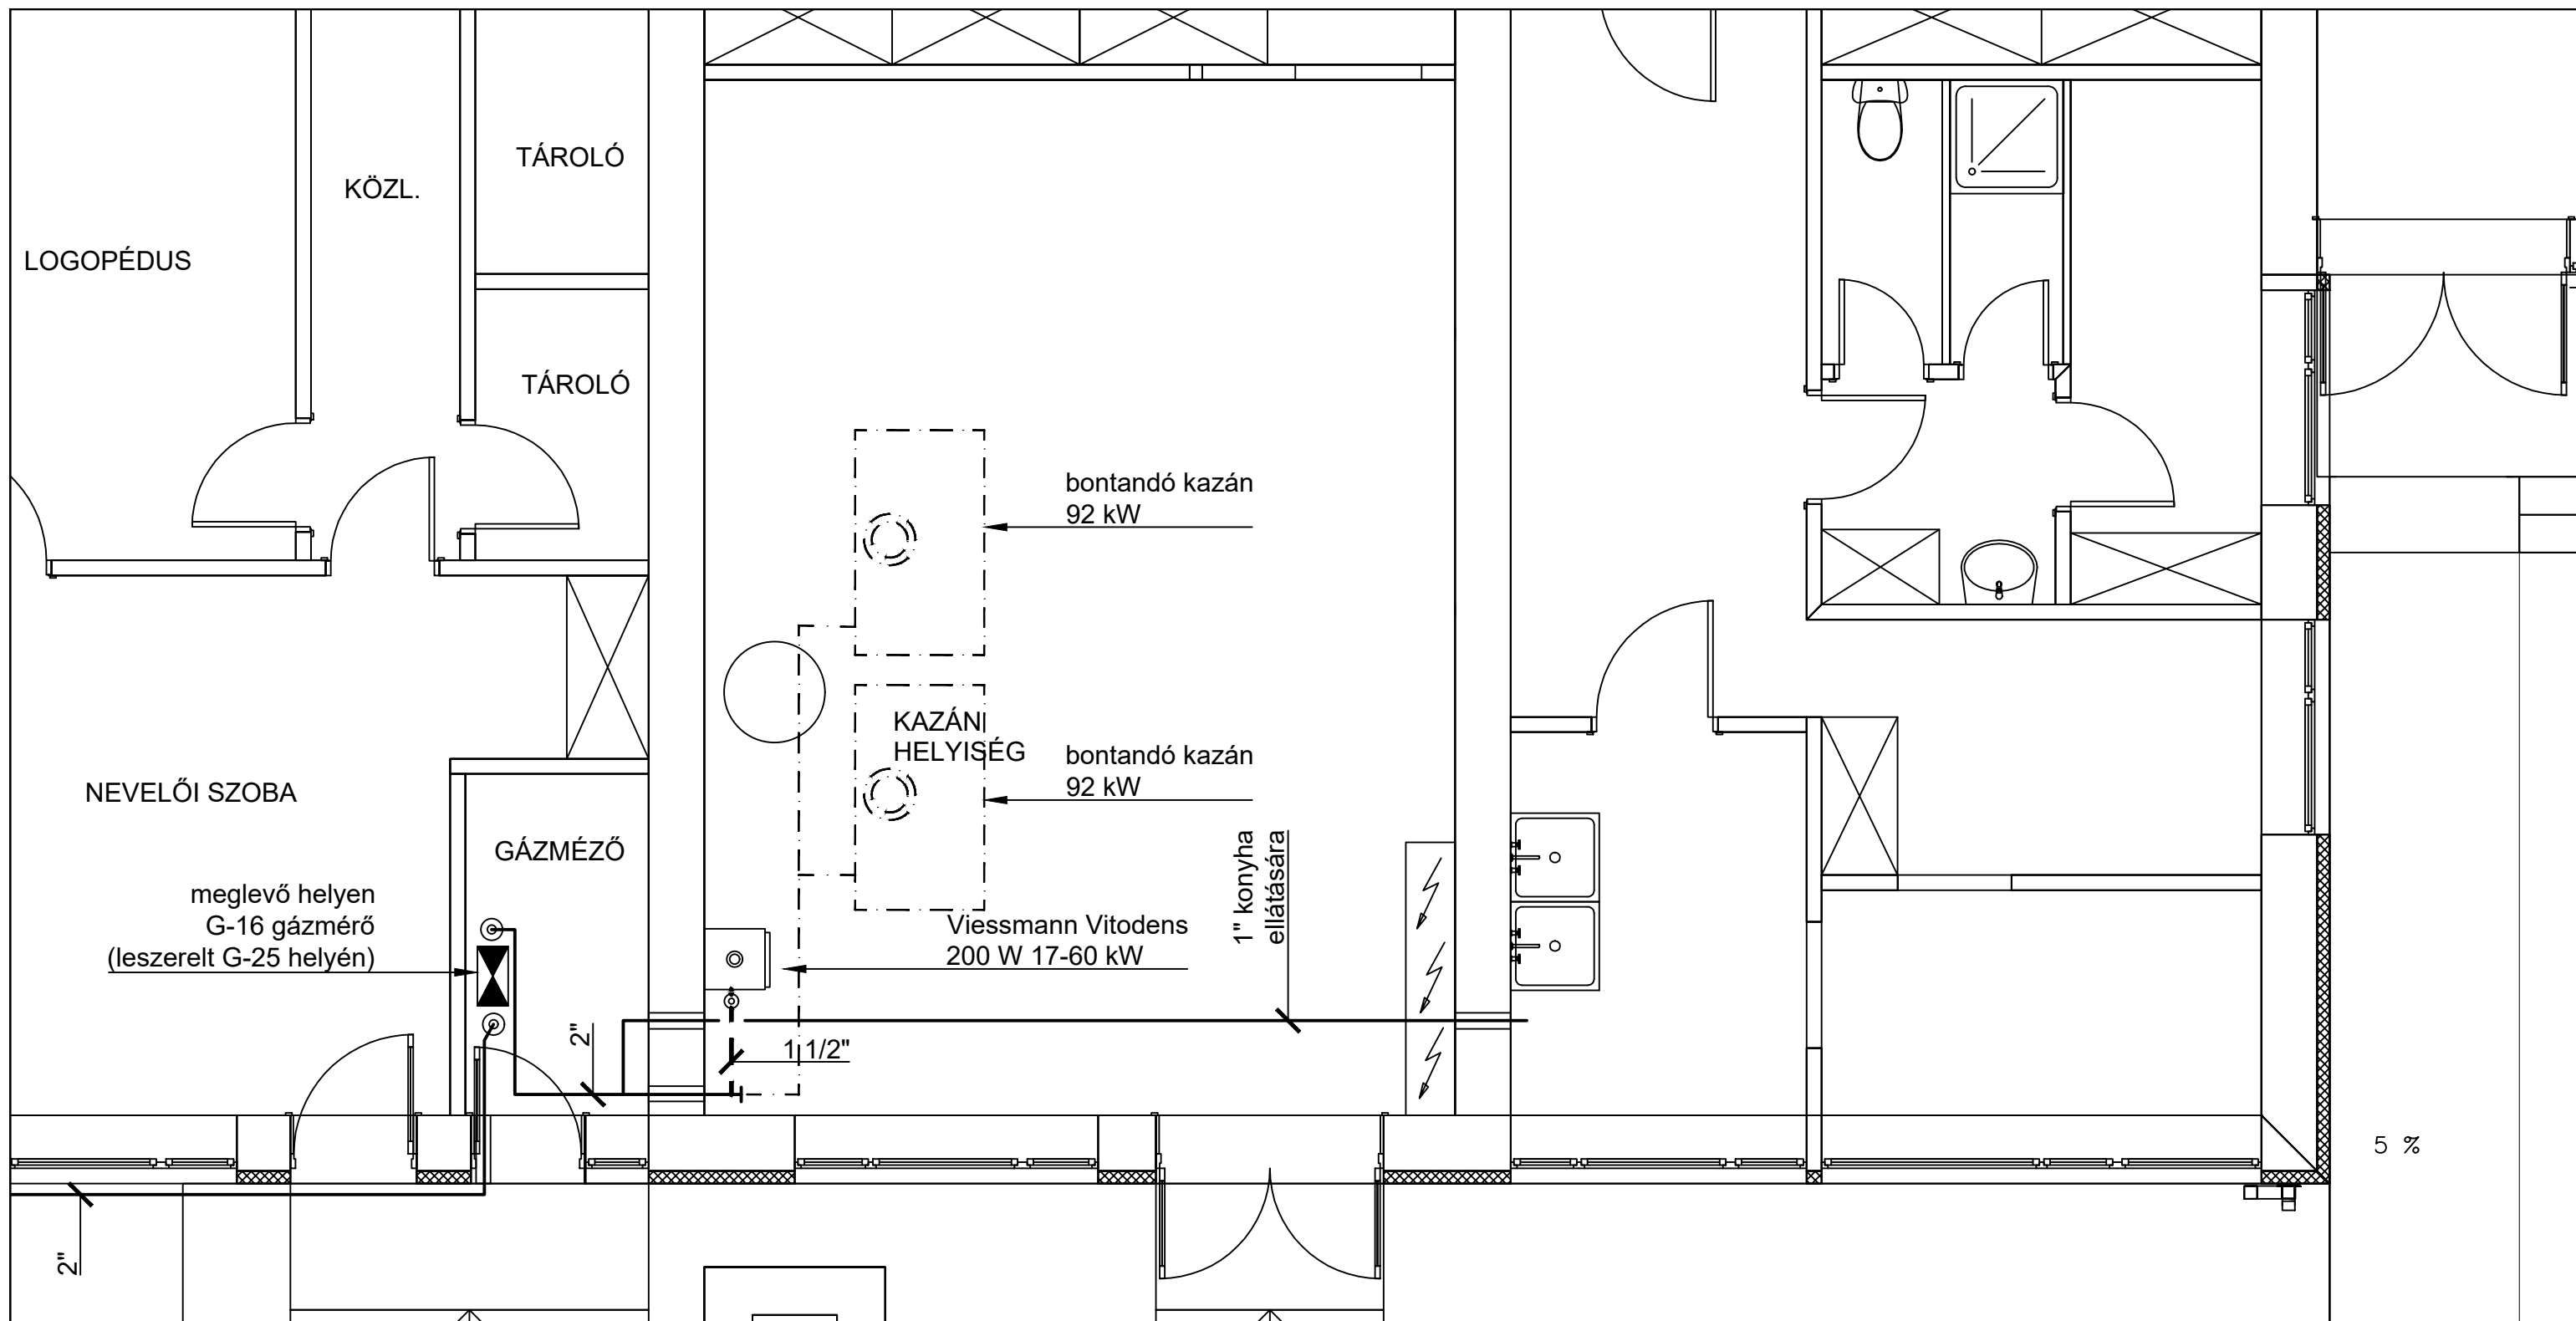 TÁROLÓ
KÖZL.
LOGOPÉDUS
TÁROLÓ
bontandó kazán
92 kW
KAZÁN
HELYISÉG
bontandó kazán
92 kW
NEVELŐI SZOBA
GÁZMÉZŐ
meglevő helyen
G-16 gázmérő
(leszerelt G-25 helyén)
Viessmann Vitodens
200 W 17-60 kW
1" konyha
ellátására
2"
1 1/2"
5 %
2"